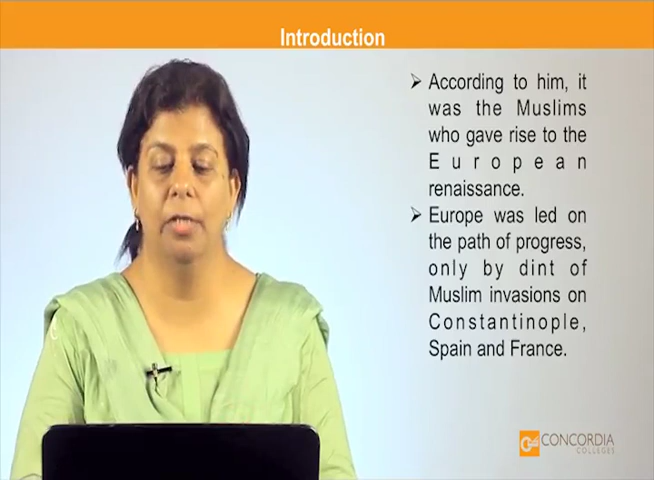 Introduction
➢ According to him, it
was the Muslims
who gave rise to the
European
renaissance.
➢ Europe was led on
the path of progress,
only by dint of
Muslim invasions on
Constantinople,
Spain and France.
CONCORDIA
COLLEGES